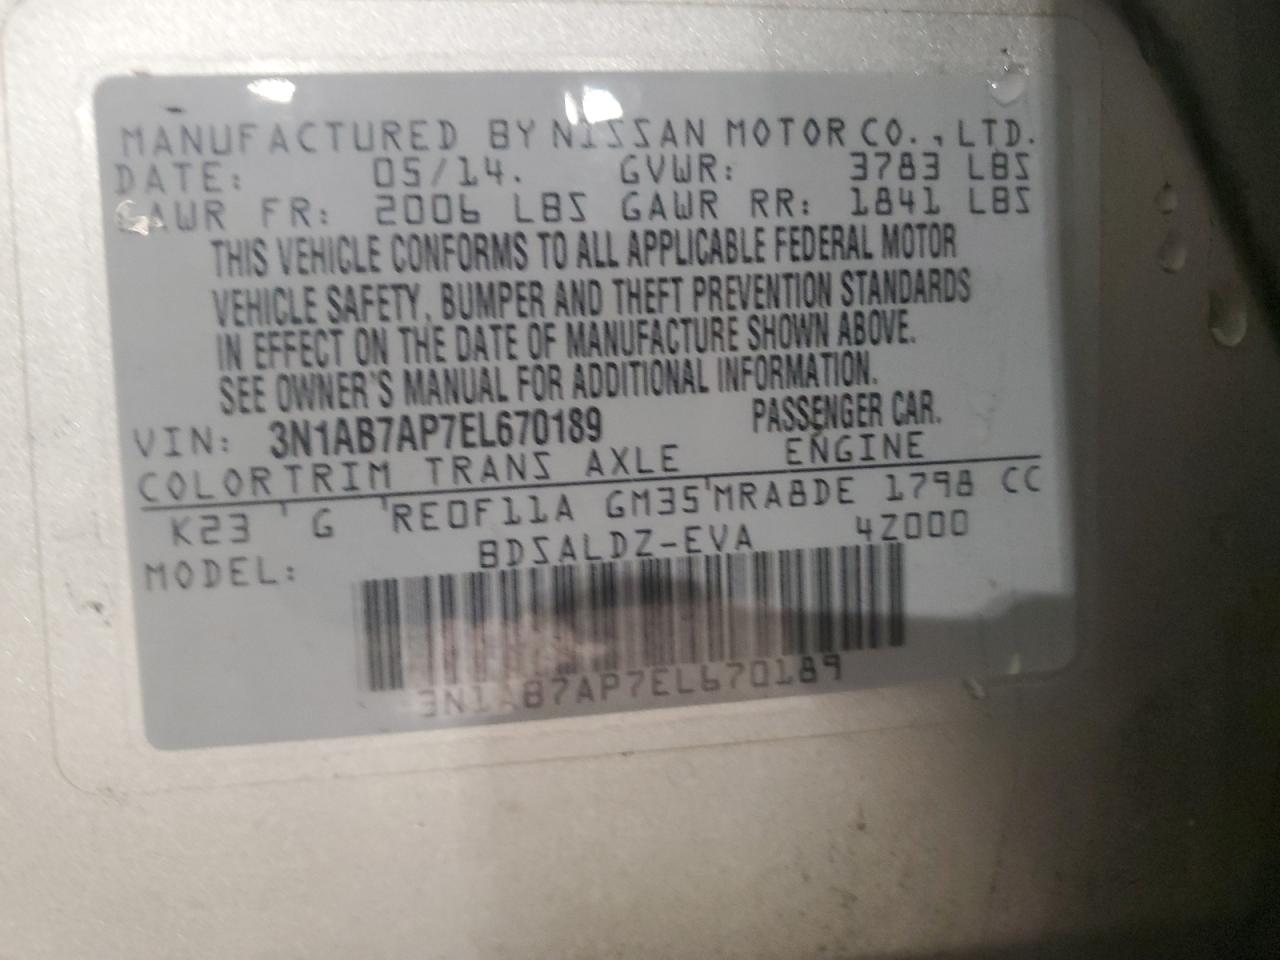 MANUFACTURED BY NISSAN MOTOR CO., LTD.
DATE: 05/14. GVWR: 3783 LBS
GAWR FR: 2006 LBS GAWR RR: 1841 LBS
THIS VEHICLE CONFORMS TO ALL APPLICABLE FEDERAL MOTOR
VEHICLE SAFETY, BUMPER AND THEFT PREVENTION STANDARDS
IN EFFECT ON THE DATE OF MANUFACTURE SHOWN ABOVE.
SEE OWNER'S MANUAL FOR ADDITIONAL INFORMATION.
VIN: 3N1AB7AP7EL670189 PASSENGER CAR.
COLOR TRIM TRANS AXLE ENGINE
K23 G RE0F11A GM35 MRA8DE 1798 CC
MODEL: BDSALDZ-EVA 4Z000
3N1AB7AP7EL670189